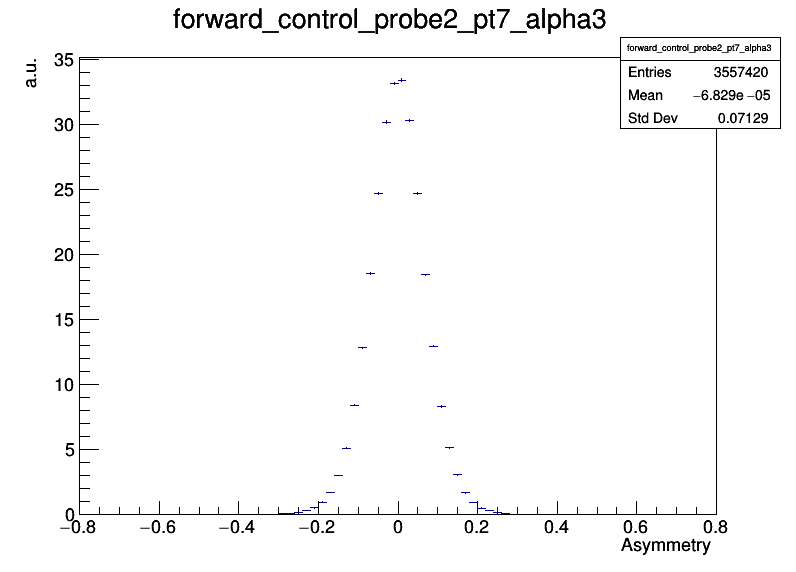 forward_control_probe2_pt7_alpha3
forward_control_probe2_pt7_alpha3
Entries 3557420
Mean −6.829e −05
Std Dev 0.07129
a.u.
35
30
25
20
15
10
5
0
−0.8 −0.6 −0.4 −0.2 0 0.2 0.4 0.6 0.8
Asymmetry